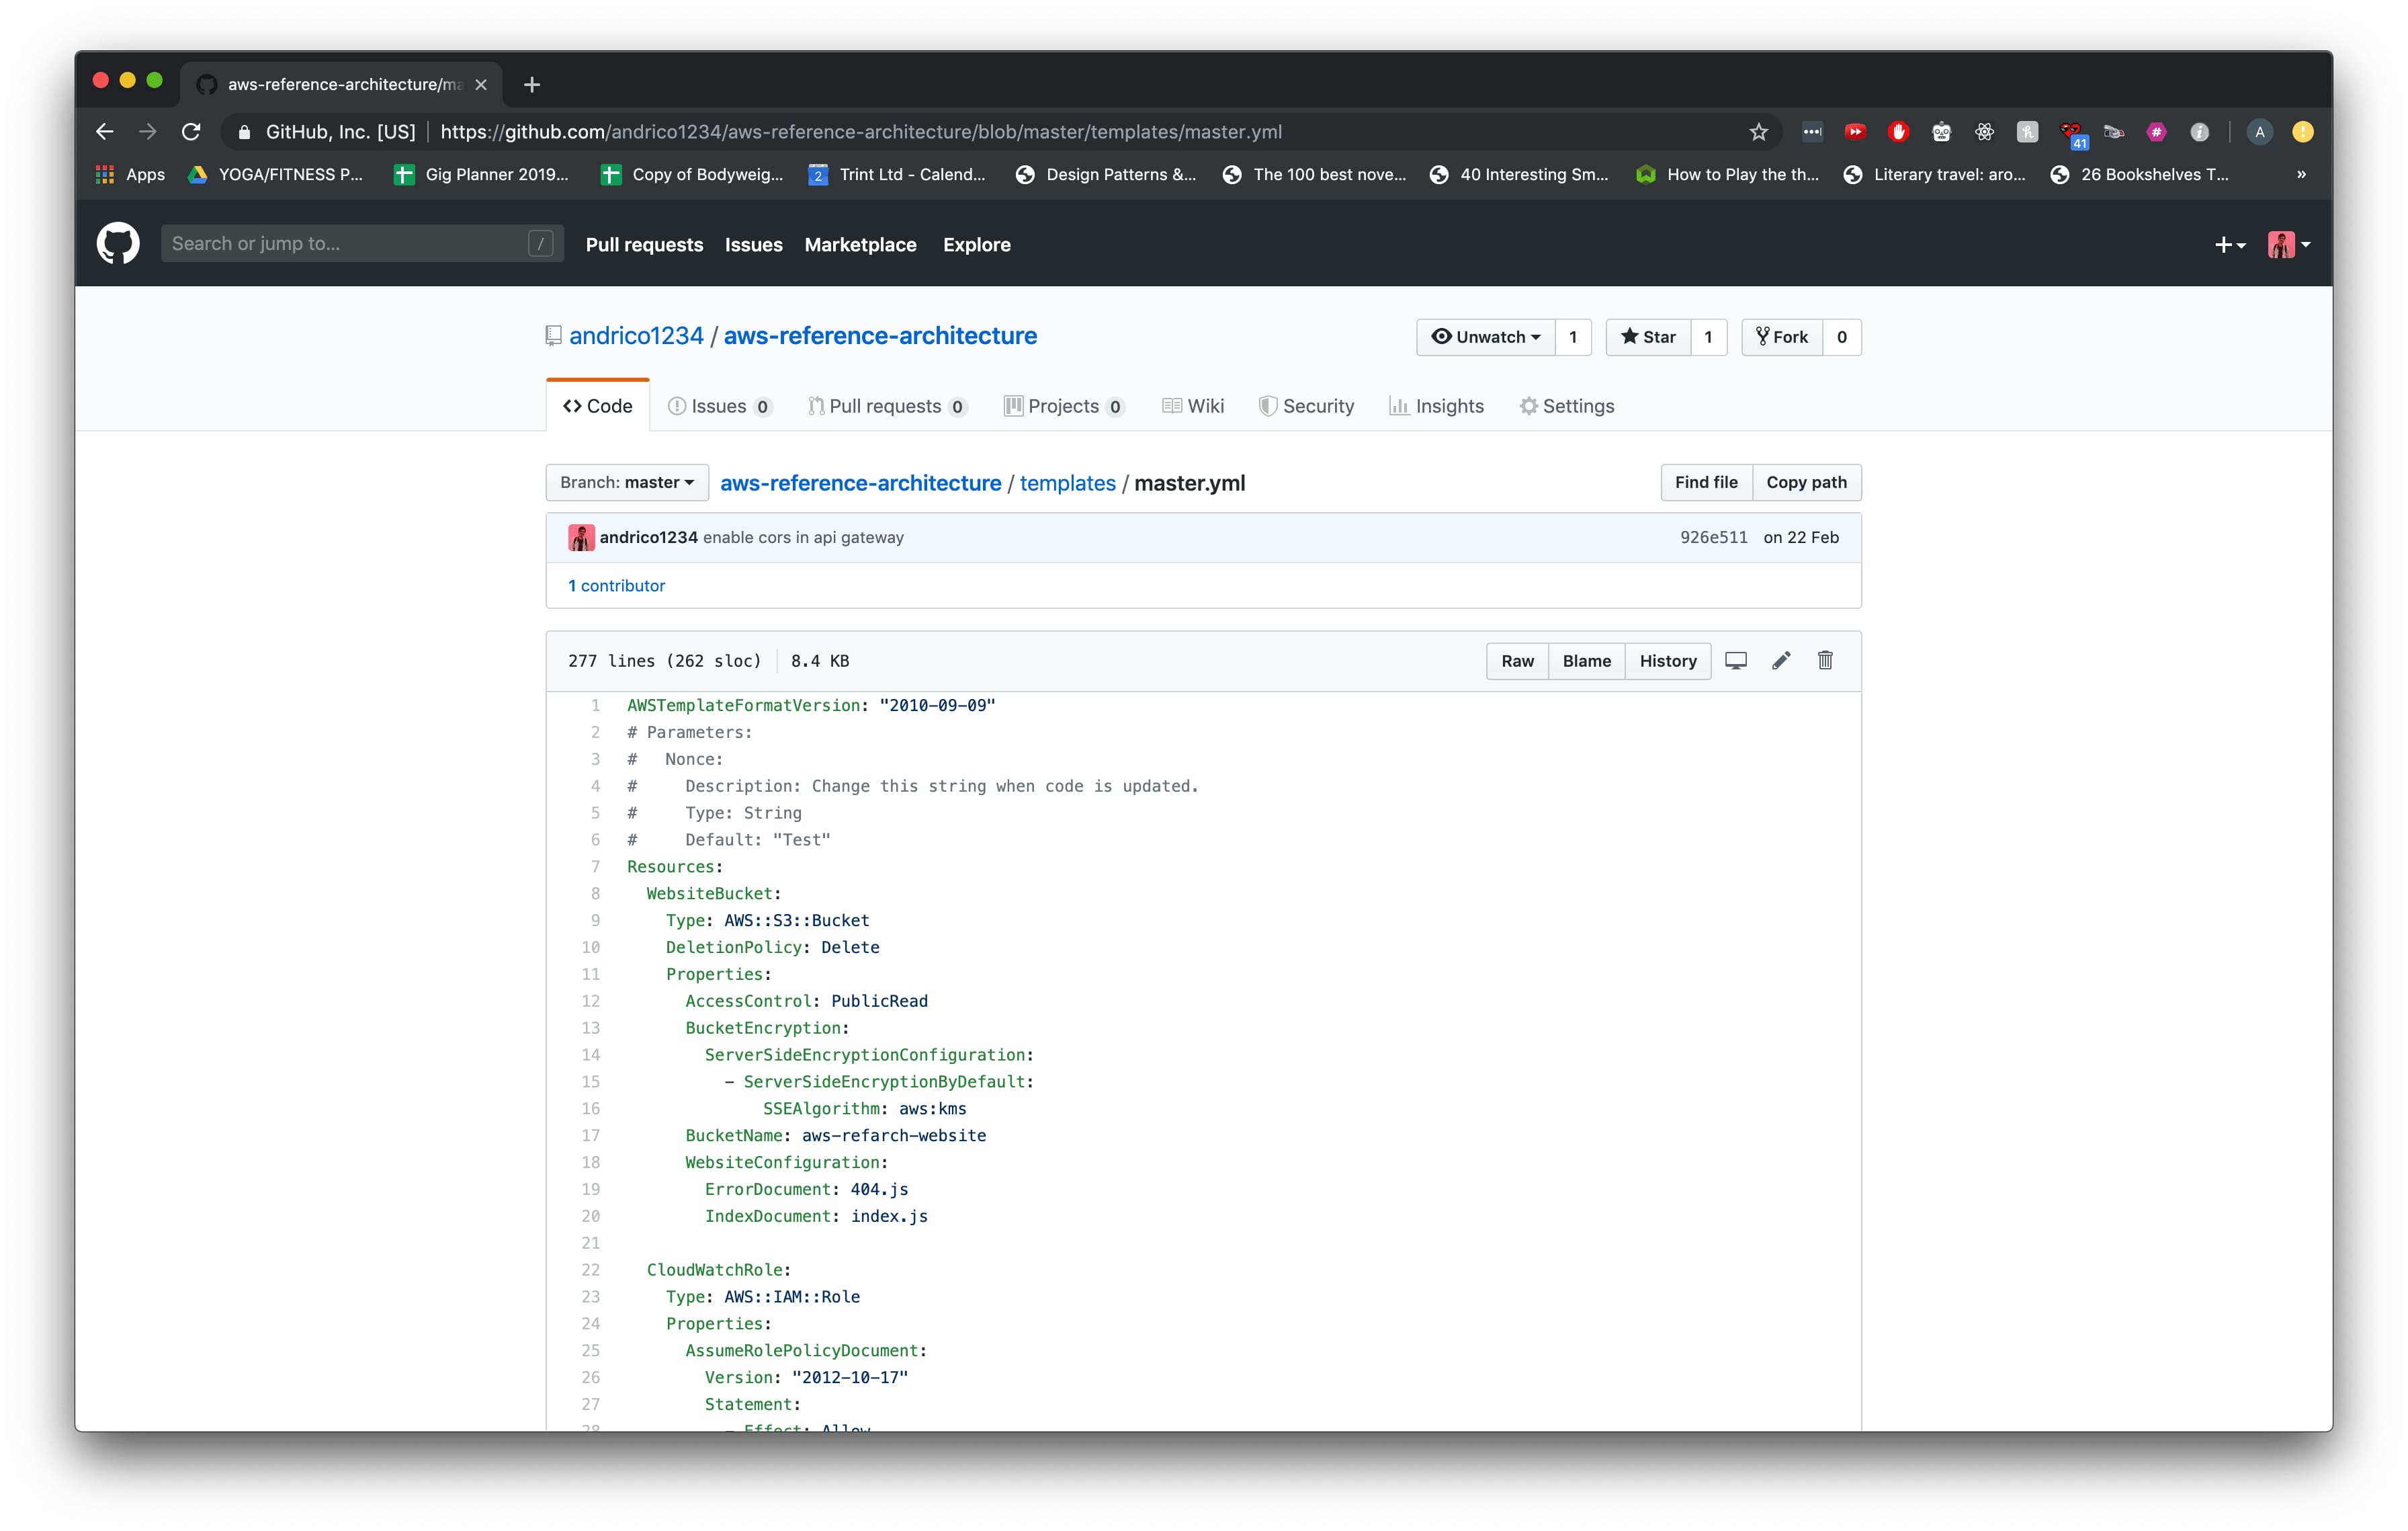 aws-reference-architecture/ma
GitHub, Inc. [US] https://github.com/andrico1234/aws-reference-architecture/blob/master/templates/master.yml
41
A
Apps YOGA/FITNESS P... Gig Planner 2019... Copy of Bodyweig... 2 Trint Ltd - Calend... Design Patterns &... The 100 best nove... 40 Interesting Sm... How to Play the th... Literary travel: aro... 26 Bookshelves T... »
Search or jump to... / Pull requests Issues Marketplace Explore
andrico1234 / aws-reference-architecture Unwatch 1 Star 1 Fork 0
Code Issues 0 Pull requests 0 Projects 0 Wiki Security Insights Settings
Branch: master aws-reference-architecture / templates / master.yml Find file Copy path
andrico1234 enable cors in api gateway 926e511 on 22 Feb
1 contributor
277 lines (262 sloc) 8.4 KB Raw Blame History
1 AWSTemplateFormatVersion: "2010-09-09"
2 # Parameters:
3 #   Nonce:
4 #     Description: Change this string when code is updated.
5 #     Type: String
6 #     Default: "Test"
7 Resources:
8   WebsiteBucket:
9     Type: AWS::S3::Bucket
10     DeletionPolicy: Delete
11     Properties:
12       AccessControl: PublicRead
13       BucketEncryption:
14         ServerSideEncryptionConfiguration:
15           - ServerSideEncryptionByDefault:
16               SSEAlgorithm: aws:kms
17       BucketName: aws-refarch-website
18       WebsiteConfiguration:
19         ErrorDocument: 404.js
20         IndexDocument: index.js
21
22   CloudWatchRole:
23     Type: AWS::IAM::Role
24     Properties:
25       AssumeRolePolicyDocument:
26         Version: "2012-10-17"
27         Statement:
28           - Effect: Allow